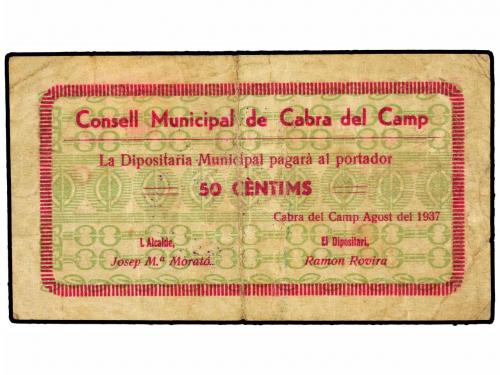 Consell Municipal de Cabra del Camp
La Dipositaria Municipal pagarà al portador
50 CÈNTIMS
Cabra del Camp Agost del 1937
L Alcalde,
El Dipositari,
Josep M.ª Morató.
Ramon Rovira